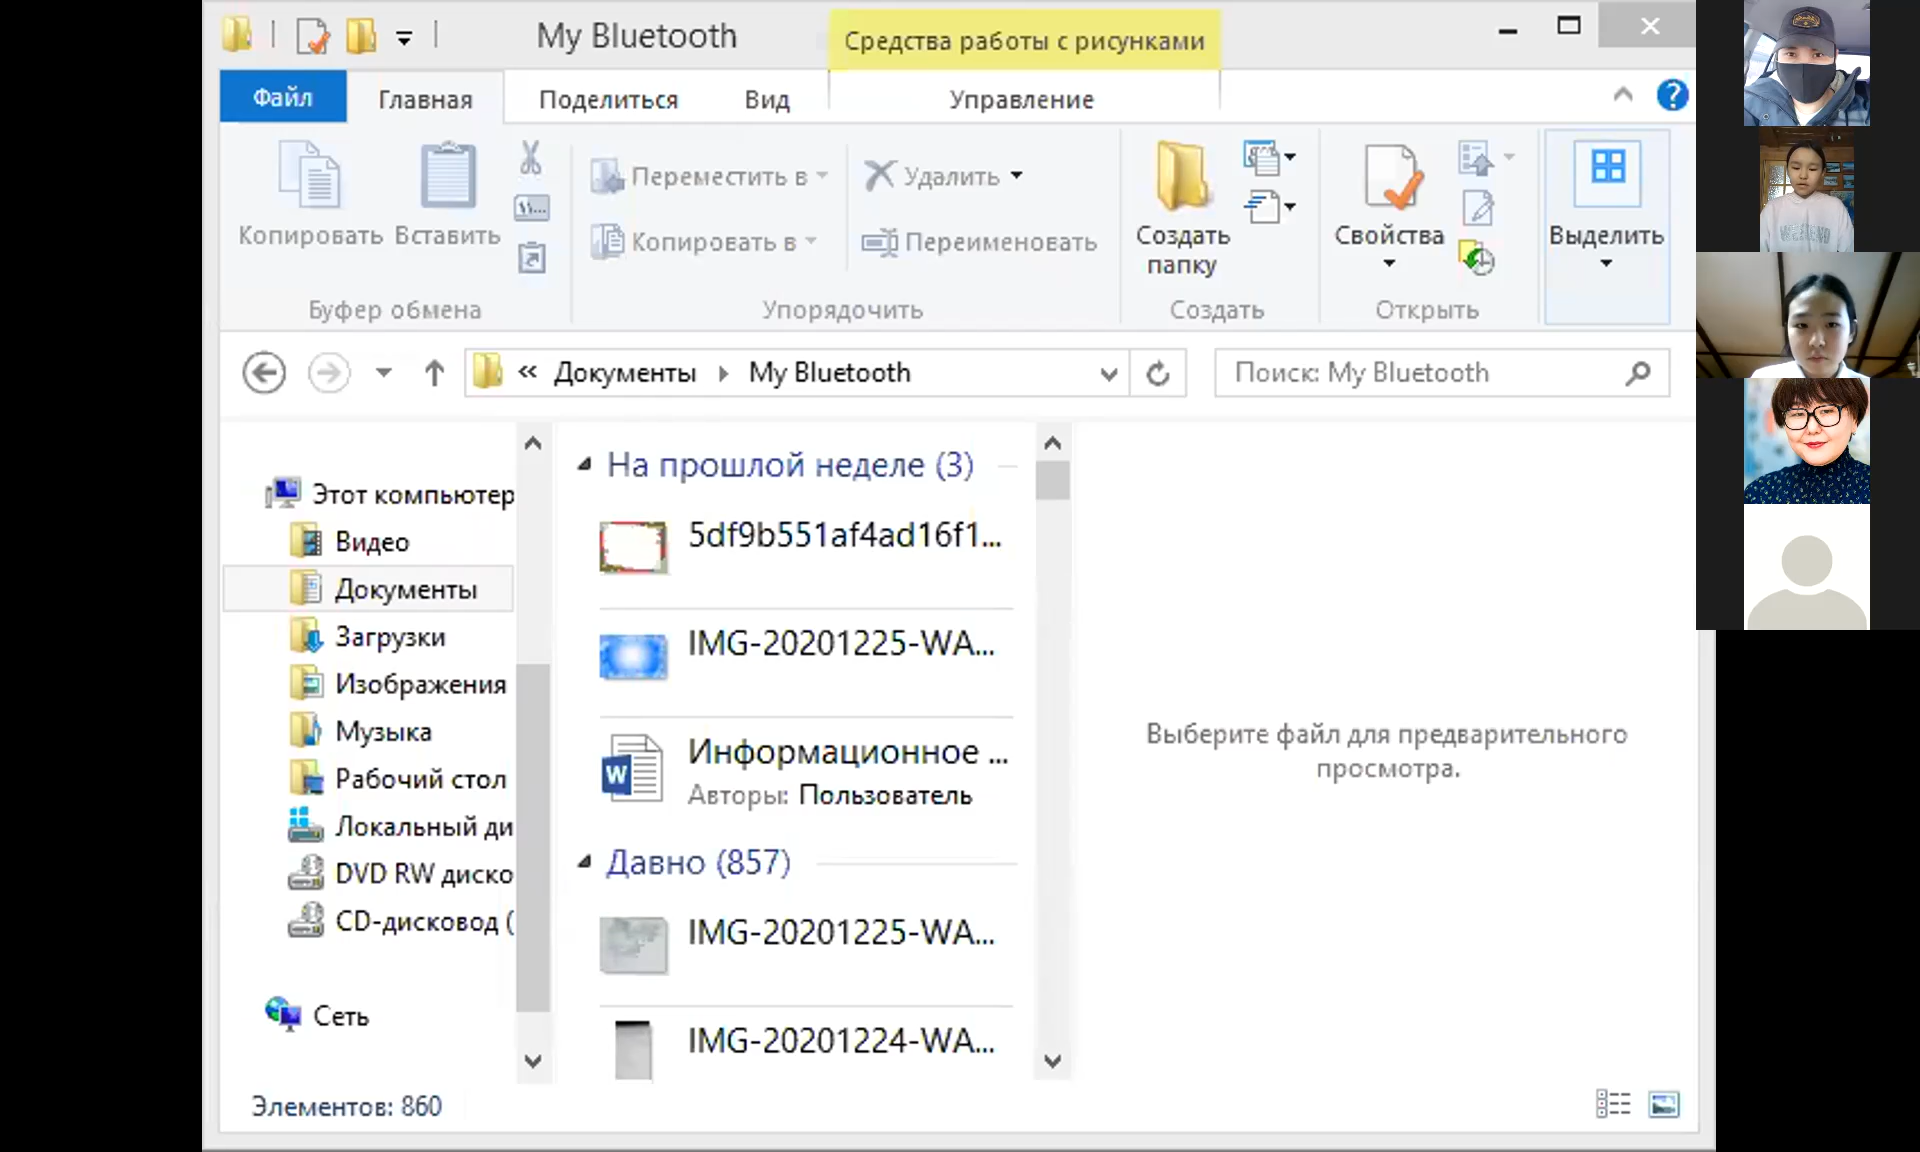 My Bluetooth
Средства работы с рисунками
Файл
Главная
Поделиться
Вид
Управление
Копировать
Вставить
Переместить в
Копировать в
Удалить
Переименовать
Создать
папку
Свойства
Выделить
Буфер обмена
Упорядочить
Создать
Открыть
« Документы
My Bluetooth
Поиск: My Bluetooth
Этот компьютер
Видео
Документы
Загрузки
Изображения
Музыка
Рабочий стол
Локальный ди
DVD RW диско
CD-дисковод (
Сеть
На прошлой неделе (3)
5df9b551af4ad16f1...
IMG-20201225-WA...
Информационное ...
Авторы: Пользователь
Давно (857)
IMG-20201225-WA...
IMG-20201224-WA...
Выберите файл для предварительного
просмотра.
Элементов: 860
WEEKEND